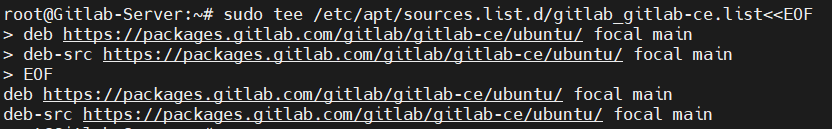 root@Gitlab-Server:~# sudo tee /etc/apt/sources.list.d/gitlab_gitlab-ce.list<<EOF
> deb https://packages.gitlab.com/gitlab/gitlab-ce/ubuntu/ focal main
> deb-src https://packages.gitlab.com/gitlab/gitlab-ce/ubuntu/ focal main
> EOF
deb https://packages.gitlab.com/gitlab/gitlab-ce/ubuntu/ focal main
deb-src https://packages.gitlab.com/gitlab/gitlab-ce/ubuntu/ focal main